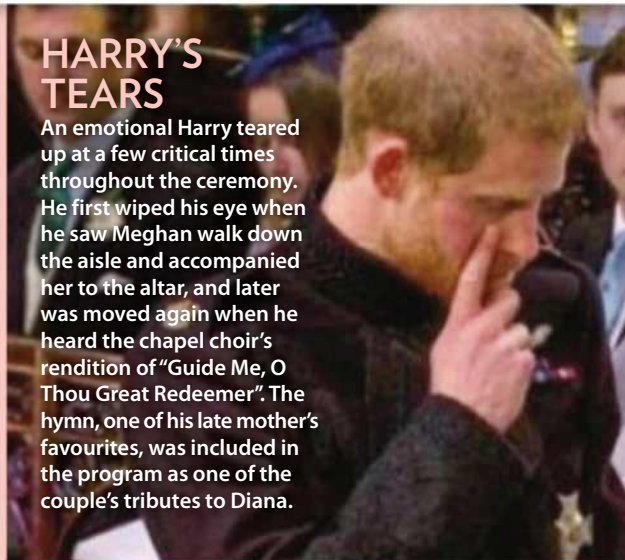 HARRY’S
TEARS
An emotional Harry teared
up at a few critical times
throughout the ceremony.
He first wiped his eye when
he saw Meghan walk down
the aisle and accompanied
her to the altar, and later
was moved again when he
heard the chapel choir’s
rendition of “Guide Me, O
Thou Great Redeemer”. The
hymn, one of his late mother’s
favourites, was included in
the program as one of the
couple’s tributes to Diana.